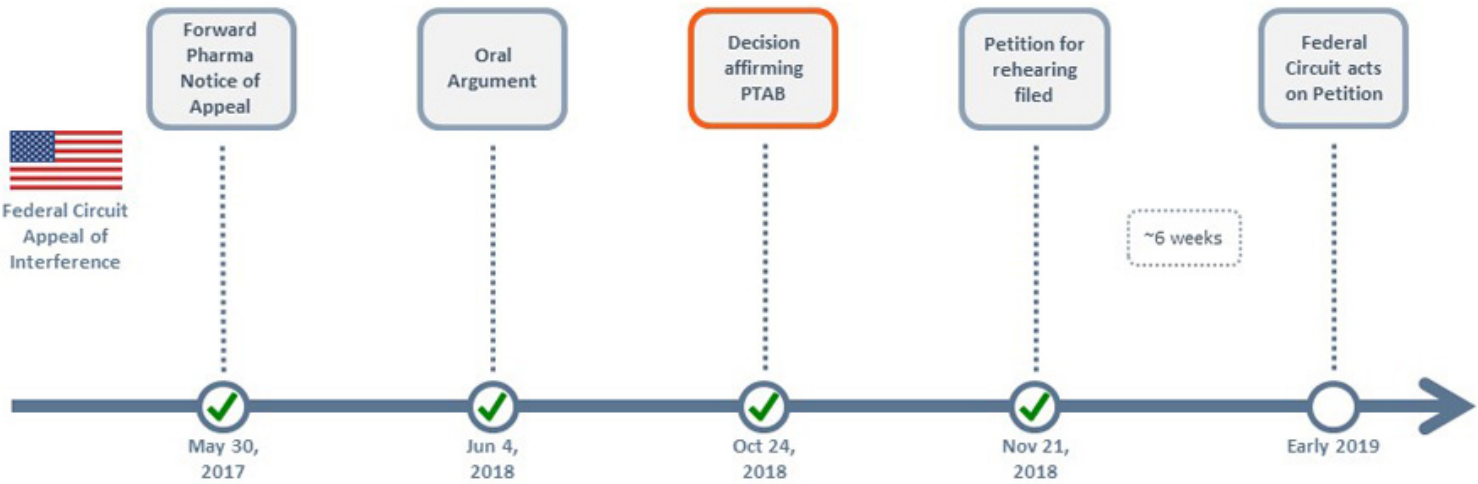 Forward
Pharma
Notice of
Appeal
Oral
Argument
Decision
affirming
PTAB
Petition for
rehearing
filed
Federal
Circuit acts
on Petition
Federal Circuit
Appeal of
Interference
~6 weeks
May 30,
2017
Jun 4,
2018
Oct 24,
2018
Nov 21,
2018
Early 2019